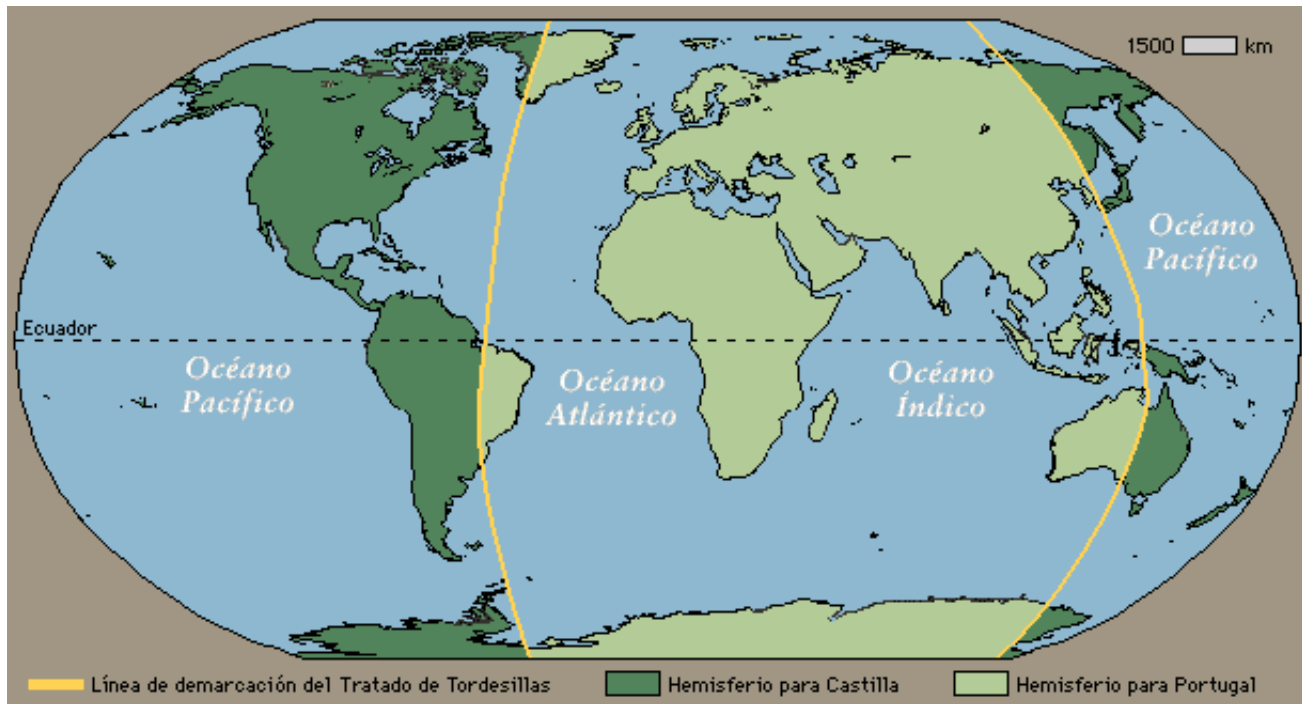 1500 km
Océano
Pacífico
Ecuador
Océano
Pacífico
Océano
Atlántico
Océano
Índico
Línea de demarcación del Tratado de Tordesillas
Hemisferio para Castilla
Hemisferio para Portugal